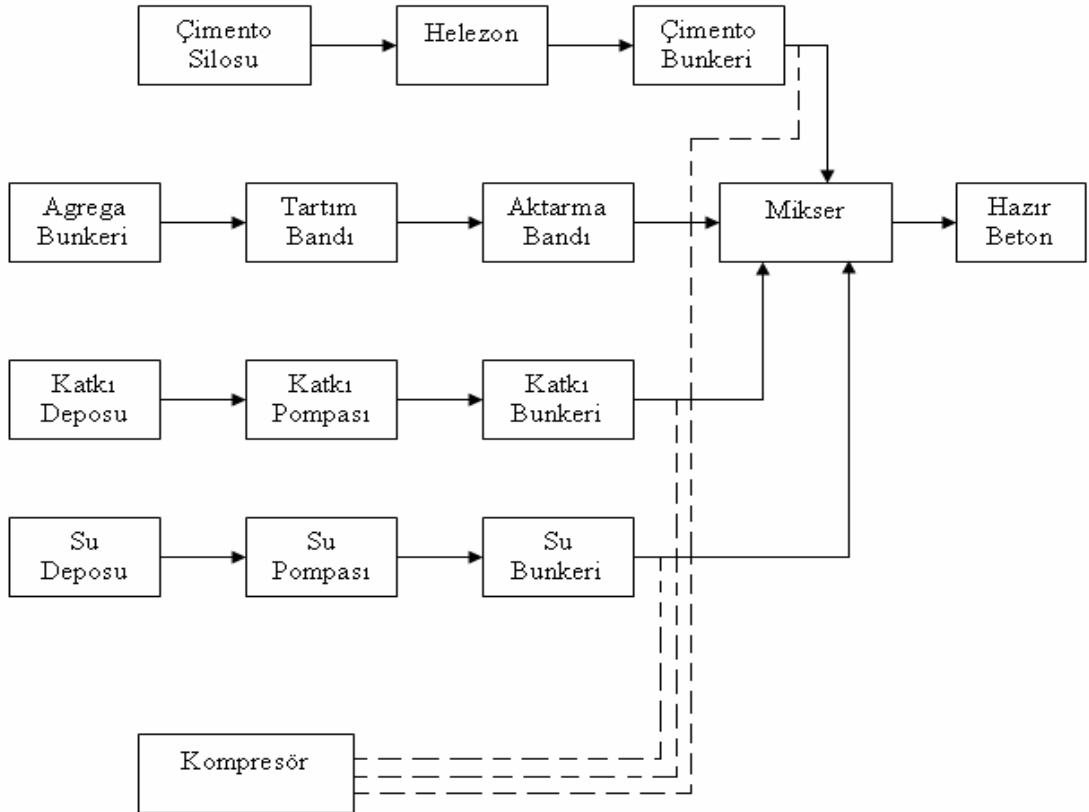 Çimento
Silosu
Helezon
Çimento
Bunkeri
Agrega
Bunkeri
Tartım
Bandı
Aktarma
Bandı
Mikser
Hazır
Beton
Katkı
Deposu
Katkı
Pompası
Katkı
Bunkeri
Su
Deposu
Su
Pompası
Su
Bunkeri
Kompresör